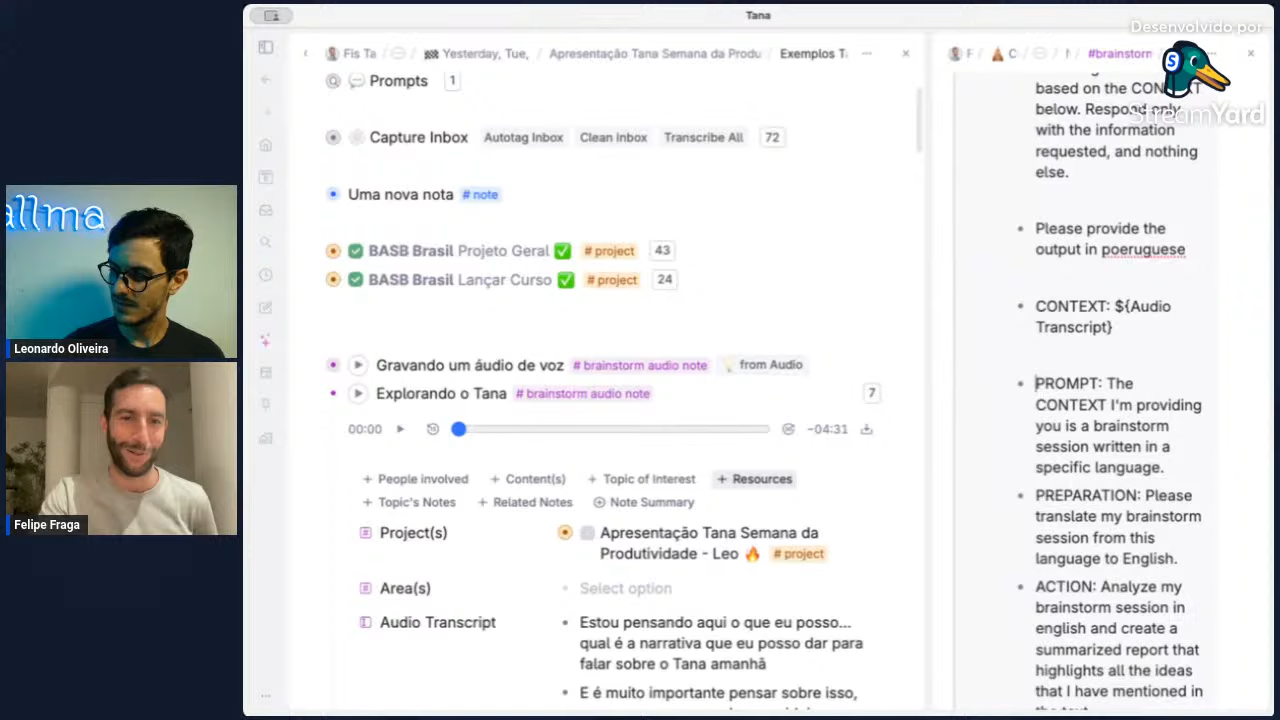 Tana
Desenvolvido por
StreamYard
Fis Ta / / Yesterday, Tue, / Apresentação Tana Semana da Produ / Exemplos T
Prompts 1
Capture Inbox Autotag Inbox Clean Inbox Transcribe All 72
Uma nova nota # note
BASB Brasil Projeto Geral ✅ # project 43
BASB Brasil Lançar Curso ✅ # project 24
Gravando um áudio de voz # brainstorm audio note from Audio
Explorando o Tana # brainstorm audio note 7
00:00 −04:31
+ People involved + Content(s) + Topic of Interest + Resources
+ Topic's Notes + Related Notes Note Summary
Project(s) Apresentação Tana Semana da
Produtividade - Leo 🔥 # project
Area(s) Select option
Audio Transcript Estou pensando aqui o que eu posso...
qual é a narrativa que eu posso dar para
falar sobre o Tana amanhã
E é muito importante pensar sobre isso,
#brainstorm
based on the CONTEXT
below. Respond only
with the information
requested, and nothing
else.
Please provide the
output in poeruguese
CONTEXT: ${Audio
Transcript}
PROMPT: The
CONTEXT I'm providing
you is a brainstorm
session written in a
specific language.
PREPARATION: Please
translate my brainstorm
session from this
language to English.
ACTION: Analyze my
brainstorm session in
english and create a
summarized report that
highlights all the ideas
that I have mentioned in
allma
Leonardo Oliveira
Felipe Fraga